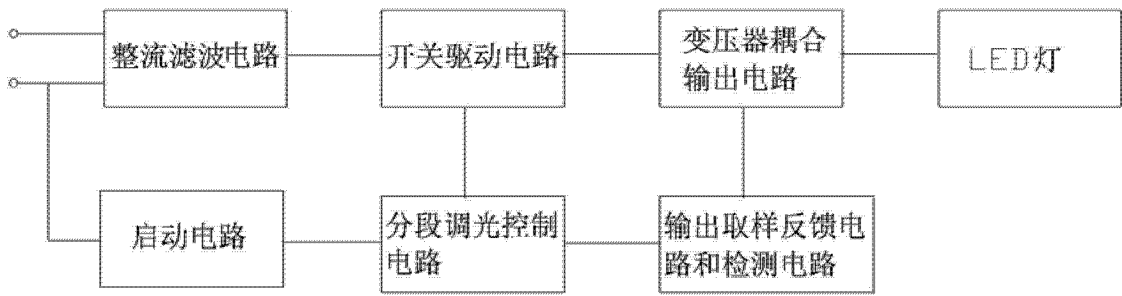 整流滤波电路
开关驱动电路
变压器耦合
输出电路
LED灯
启动电路
分段调光控制
电路
输出取样反馈电
路和检测电路